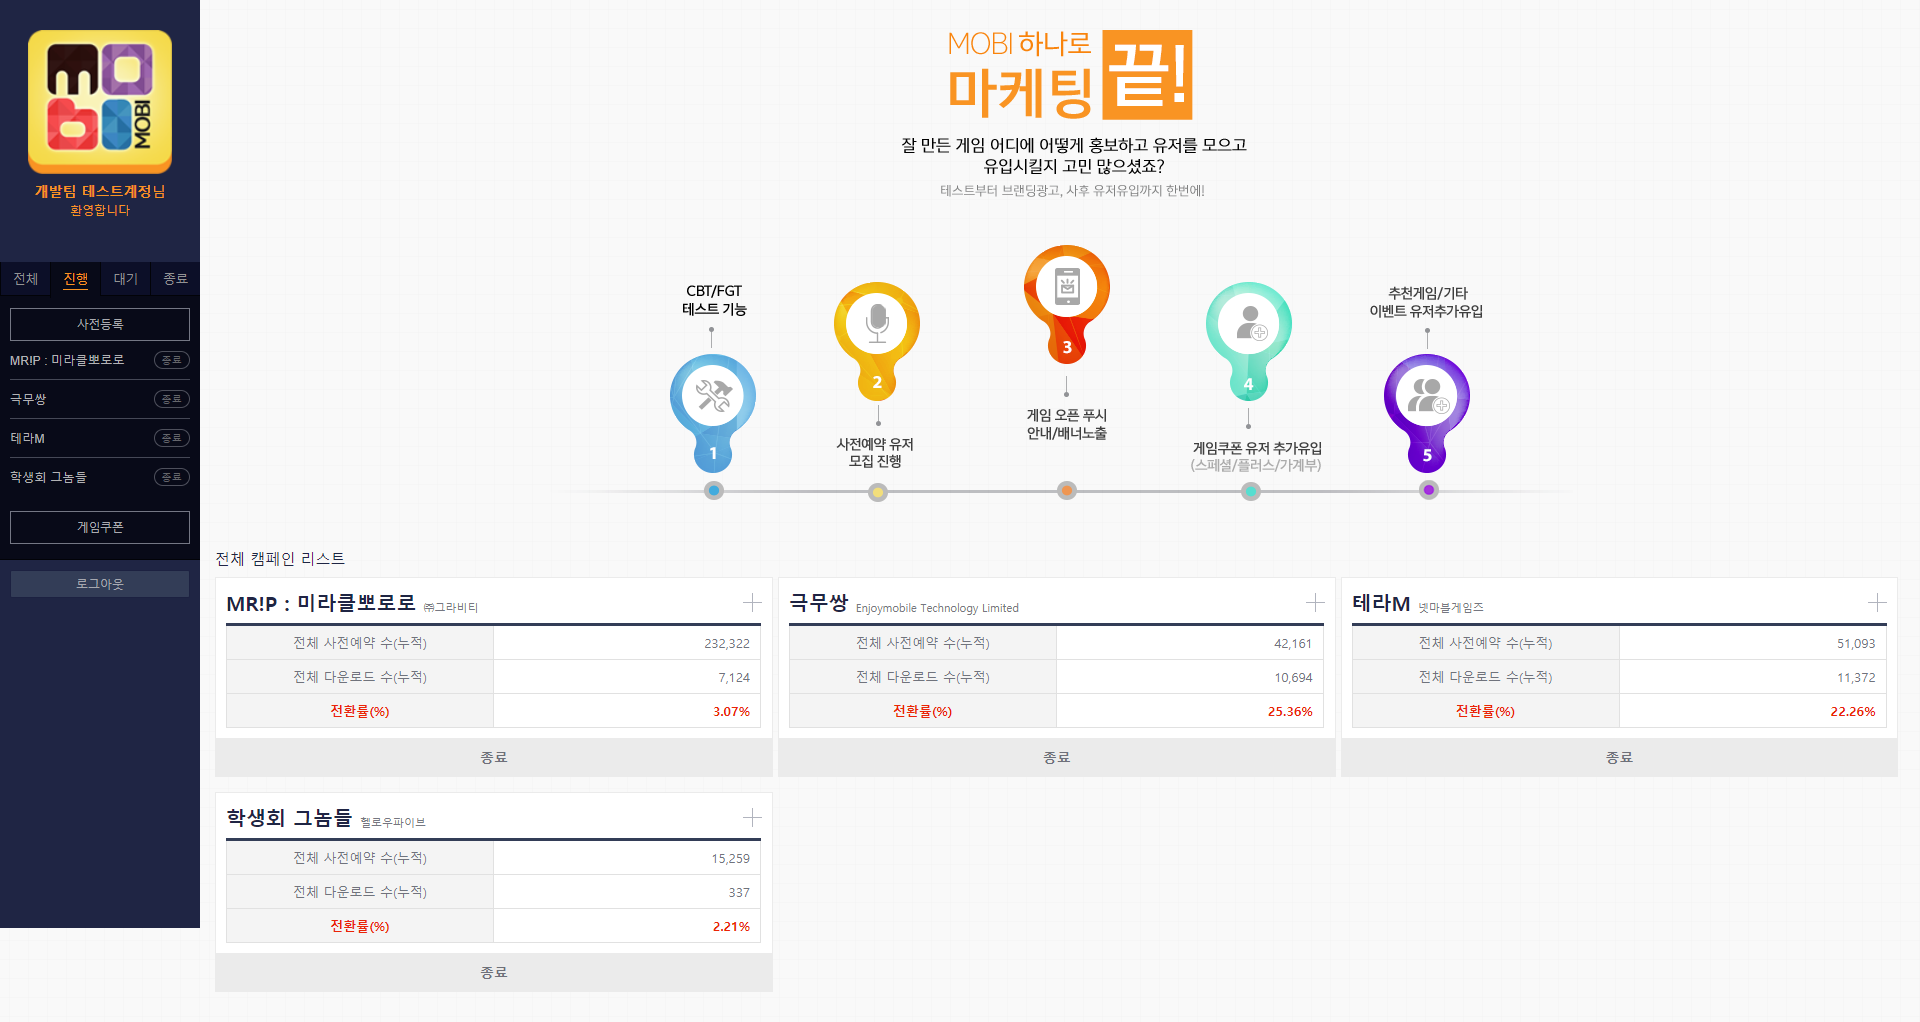 MOBI
개발팀 테스트계정님
환영합니다
전체 진행 대기 종료
사전등록
MR!P : 미라클뽀로로 종료
극무쌍 종료
테라M 종료
학생회 그놈들 종료
게임쿠폰
로그아웃
MOBI 하나로
마케팅 끝!
잘 만든 게임 어디에 어떻게 홍보하고 유저를 모으고
유입시킬지 고민 많으셨죠?
테스트부터 브랜딩광고, 사후 유저유입까지 한번에!
CBT/FGT
테스트 기능
1
2
사전예약 유저
모집 진행
3
게임 오픈 푸시
안내/배너노출
4
게임쿠폰 유저 추가유입
(스페셜/플러스/가계부)
추천게임/기타
이벤트 유저추가유입
5
전체 캠페인 리스트
MR!P : 미라클뽀로로 ㈜그라비티
전체 사전예약 수(누적) 232,322
전체 다운로드 수(누적) 7,124
전환률(%) 3.07%
종료
극무쌍 Enjoymobile Technology Limited
전체 사전예약 수(누적) 42,161
전체 다운로드 수(누적) 10,694
전환률(%) 25.36%
종료
테라M 넷마블게임즈
전체 사전예약 수(누적) 51,093
전체 다운로드 수(누적) 11,372
전환률(%) 22.26%
종료
학생회 그놈들 헬로우파이브
전체 사전예약 수(누적) 15,259
전체 다운로드 수(누적) 337
전환률(%) 2.21%
종료